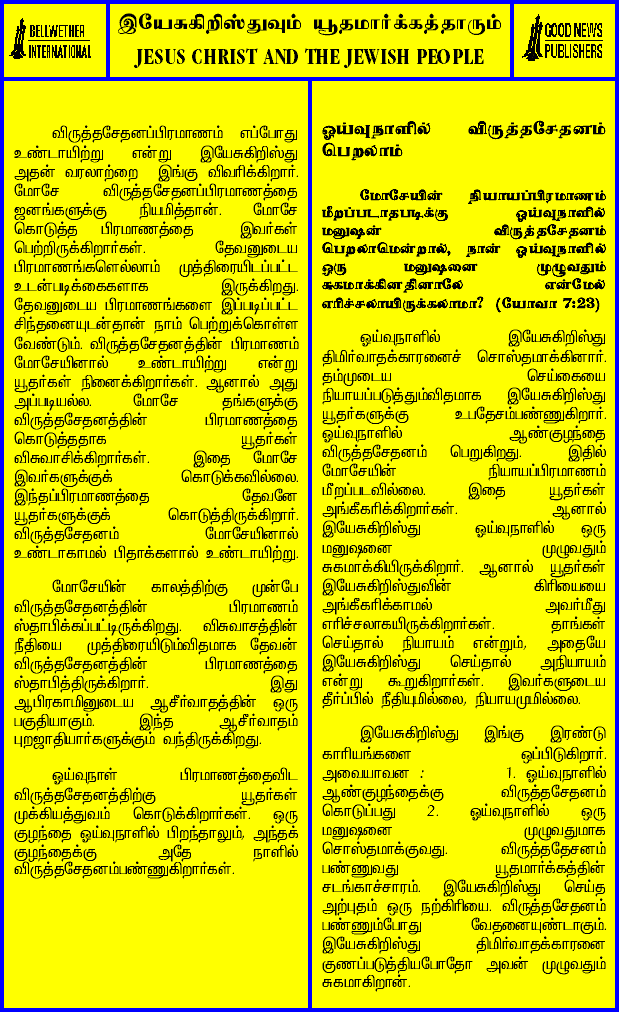 BELLWETHER
INTERNATIONAL
இயேசுகிறிஸ்துவும் யூதமார்க்கத்தாரும்
JESUS CHRIST AND THE JEWISH PEOPLE
GOOD NEWS
PUBLISHERS
விருத்தசேதனப்பிரமாணம் எப்போது
உண்டாயிற்று என்று இயேசுகிறிஸ்து
அதன் வரலாற்றை இங்கு விவரிக்கிறார்.
மோசே விருத்தசேதனப்பிரமாணத்தை
ஜனங்களுக்கு நியமித்தான். மோசே
கொடுத்த பிரமாணத்தை இவர்கள்
பெற்றிருக்கிறார்கள். தேவனுடைய
பிரமாணங்களெல்லாம் முத்திரையிடப்பட்ட
உடன்படிக்கைகளாக இருக்கிறது.
தேவனுடைய பிரமாணங்களை இப்படிப்பட்ட
சிந்தனையுடன்தான் நாம் பெற்றுக்கொள்ள
வேண்டும். விருத்தசேதனத்தின் பிரமாணம்
மோசேயினால் உண்டாயிற்று என்று
யூதர்கள் நினைக்கிறார்கள். ஆனால் அது
அப்படியல்ல. மோசே தங்களுக்கு
விருத்தசேதனத்தின் பிரமாணத்தை
கொடுத்ததாக யூதர்கள்
விசுவாசிக்கிறார்கள். இதை மோசே
இவர்களுக்குக் கொடுக்கவில்லை.
இந்தப்பிரமாணத்தை தேவனே
யூதர்களுக்குக் கொடுத்திருக்கிறார்.
விருத்தசேதனம் மோசேயினால்
உண்டாகாமல் பிதாக்களால் உண்டாயிற்று.
மோசேயின் காலத்திற்கு முன்பே
விருத்தசேதனத்தின் பிரமாணம்
ஸ்தாபிக்கப்பட்டிருக்கிறது. விசுவாசத்தின்
நீதியை முத்திரையிடும்விதமாக தேவன்
விருத்தசேதனத்தின் பிரமாணத்தை
ஸ்தாபித்திருக்கிறார். இது
ஆபிரகாமினுடைய ஆசீர்வாதத்தின் ஒரு
பகுதியாகும். இந்த ஆசீர்வாதம்
புறஜாதியார்களுக்கும் வந்திருக்கிறது.
ஓய்வுநாள் பிரமாணத்தைவிட
விருத்தசேதனத்திற்கு யூதர்கள்
முக்கியத்துவம் கொடுக்கிறார்கள். ஒரு
குழந்தை ஓய்வுநாளில் பிறந்தாலும், அந்தக்
குழந்தைக்கு அதே நாளில்
விருத்தசேதனம்பண்ணுகிறார்கள்.
ஓய்வுநாளில் விருத்தசேதனம்
பெறலாம்
மோசேயின் நியாயப்பிரமாணம்
மீறப்படாதபடிக்கு ஓய்வுநாளில்
மனுஷன் விருத்தசேதனம்
பெறலாமென்றால், நான் ஓய்வுநாளில்
ஒரு மனுஷனை முழுவதும்
சுகமாக்கினதினாலே என்மேல்
எரிச்சலாயிருக்கலாமா? (யோவா 7:23)
ஓய்வுநாளில் இயேசுகிறிஸ்து
திமிர்வாதக்காரனைச் சொஸ்தமாக்கினார்.
தம்முடைய செய்கையை
நியாயப்படுத்தும்விதமாக இயேசுகிறிஸ்து
யூதர்களுக்கு உபதேசம்பண்ணுகிறார்.
ஓய்வுநாளில் ஆண்குழந்தை
விருத்தசேதனம் பெறுகிறது. இதில்
மோசேயின் நியாயப்பிரமாணம்
மீறப்படவில்லை. இதை யூதர்கள்
அங்கீகரிக்கிறார்கள். ஆனால்
இயேசுகிறிஸ்து ஓய்வுநாளில் ஒரு
மனுஷனை முழுவதும்
சுகமாக்கியிருக்கிறார். ஆனால் யூதர்கள்
இயேசுகிறிஸ்துவின் கிரியையை
அங்கீகரிக்காமல் அவர்மீது
எரிச்சலாகயிருக்கிறார்கள். தாங்கள்
செய்தால் நியாயம் என்றும், அதையே
இயேசுகிறிஸ்து செய்தால் அநியாயம்
என்று கூறுகிறார்கள். இவர்களுடைய
தீர்ப்பில் நீதியுமில்லை, நியாயமுமில்லை.
இயேசுகிறிஸ்து இங்கு இரண்டு
காரியங்களை ஒப்பிடுகிறார்.
அவையாவன : 1. ஓய்வுநாளில்
ஆண்குழந்தைக்கு விருத்தசேதனம்
கொடுப்பது 2. ஓய்வுநாளில் ஒரு
மனுஷனை முழுவதுமாக
சொஸ்தமாக்குவது. விருத்ததேசனம்
பண்ணுவது யூதமார்க்கத்தின்
சடங்காச்சாரம். இயேசுகிறிஸ்து செய்த
அற்புதம் ஒரு நற்கிரியை. விருத்தசேதனம்
பண்ணும்போது வேதனையுண்டாகும்.
இயேசுகிறிஸ்து திமிர்வாதக்காரனை
குணப்படுத்தியபோதோ அவன் முழுவதும்
சுகமாகிறான்.